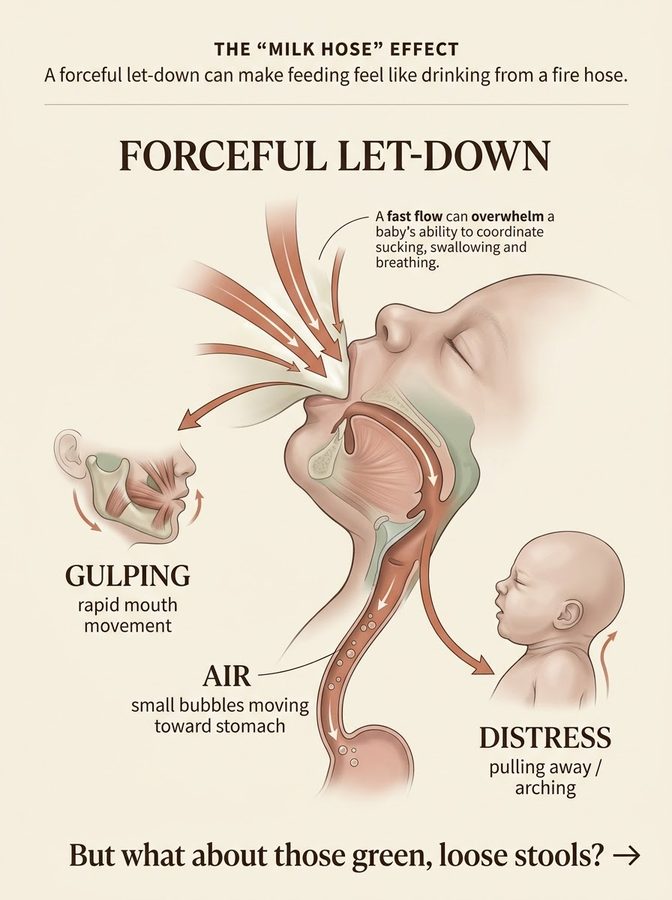 THE “MILK HOSE” EFFECT
A forceful let-down can make feeding feel like drinking from a fire hose.
FORCEFUL LET-DOWN
A fast flow can overwhelm a
baby's ability to coordinate
sucking, swallowing and
breathing.
GULPING
rapid mouth
movement
AIR
small bubbles moving
toward stomach
DISTRESS
pulling away /
arching
But what about those green, loose stools? →